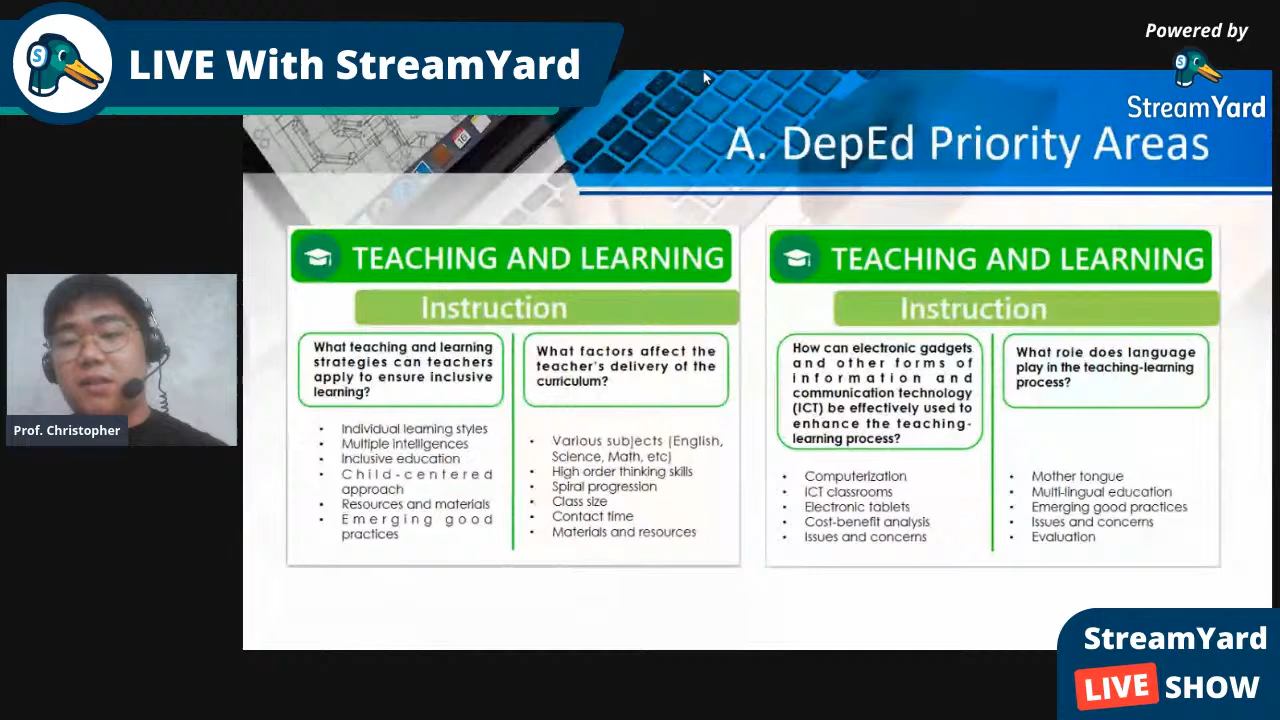 LIVE With StreamYard
Powered by
StreamYard
A. DepEd Priority Areas
TEACHING AND LEARNING
Instruction
What teaching and learning
strategies can teachers
apply to ensure inclusive
learning?
• Individual learning styles
• Multiple intelligences
• Inclusive education
• Child-centered
approach
• Resources and materials
• Emerging good
practices
What factors affect the
teacher's delivery of the
curriculum?
• Various subjects (English,
Science, Math, etc)
• High order thinking skills
• Spiral progression
• Class size
• Contact time
• Materials and resources
TEACHING AND LEARNING
Instruction
How can electronic gadgets
and other forms of
information and
communication technology
(ICT) be effectively used to
enhance the teaching-
learning process?
• Computerization
• ICT classrooms
• Electronic tablets
• Cost-benefit analysis
• Issues and concerns
What role does language
play in the teaching-learning
process?
• Mother tongue
• Multi-lingual education
• Emerging good practices
• Issues and concerns
• Evaluation
Prof. Christopher
StreamYard
LIVE SHOW